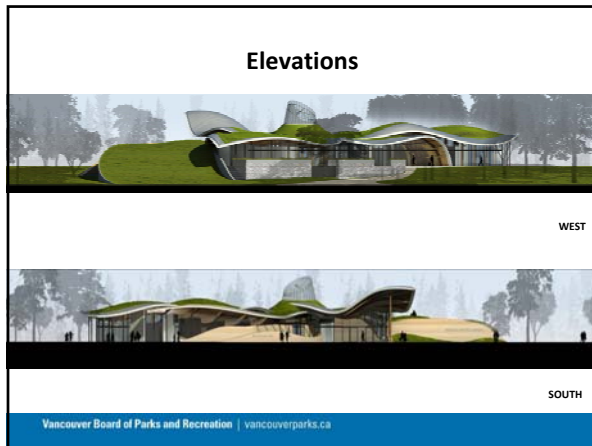 Elevations
WEST
SOUTH
Vancouver Board of Parks and Recreation | vancouverparks.ca